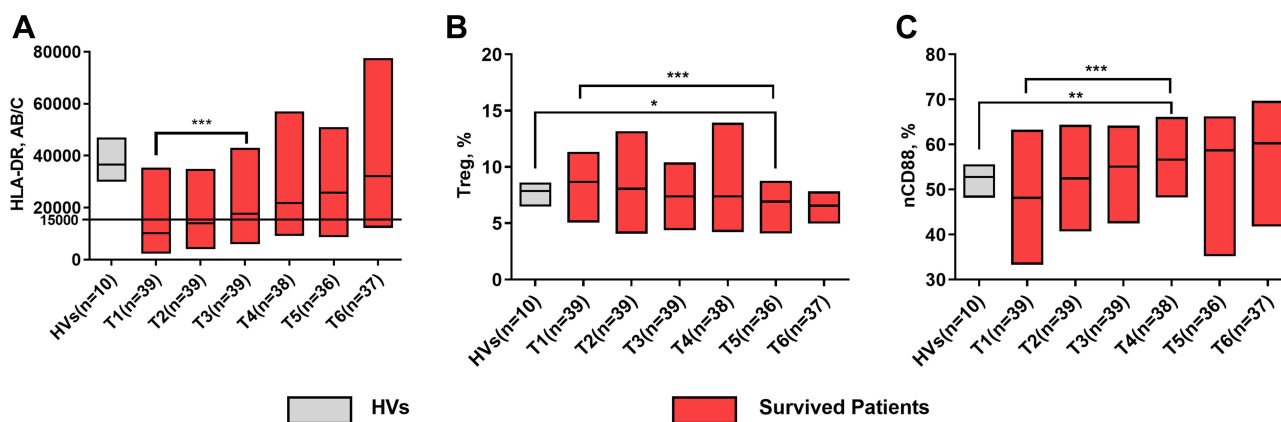 A
HLA-DR, AB/C
80000
60000
40000
20000
15000
0
***
HVs(n=10)
T1(n=39)
T2(n=39)
T3(n=39)
T4(n=38)
T5(n=36)
T6(n=37)
B
Treg, %
20
15
10
5
0
***
*
HVs(n=10)
T1(n=39)
T2(n=39)
T3(n=39)
T4(n=38)
T5(n=36)
T6(n=37)
C
nCD88, %
80
70
60
50
40
30
***
**
HVs(n=10)
T1(n=39)
T2(n=39)
T3(n=39)
T4(n=38)
T5(n=36)
T6(n=37)
HVs
Survived Patients